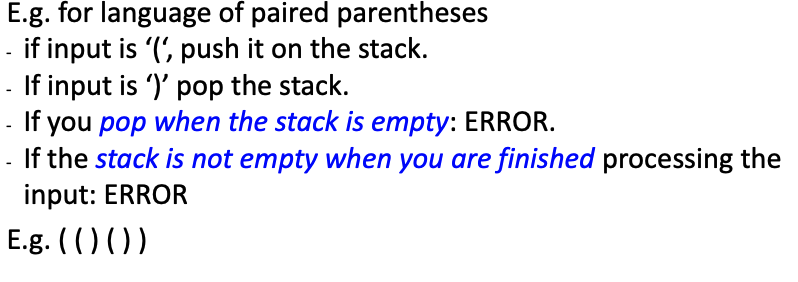 E.g. for language of paired parentheses
- if input is ‘(‘, push it on the stack.
- If input is ‘)’ pop the stack.
- If you pop when the stack is empty: ERROR.
- If the stack is not empty when you are finished processing the
input: ERROR
E.g. ( ( ) ( ) )